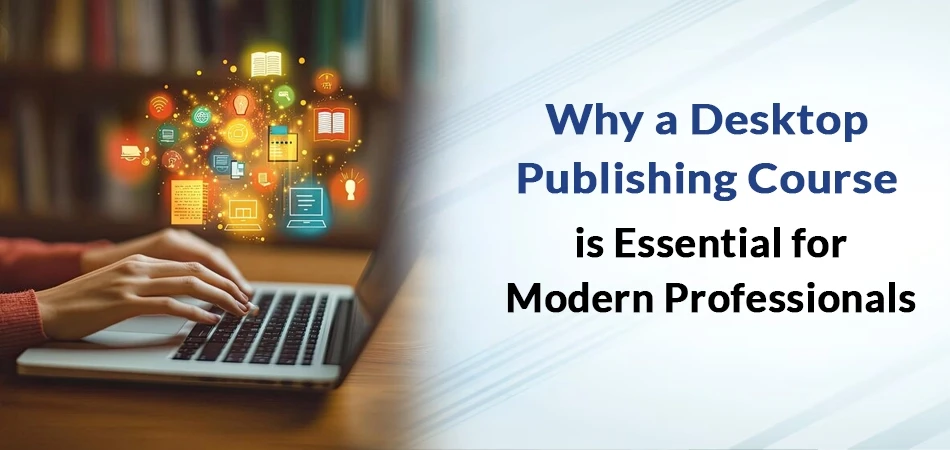 Why a Desktop
Publishing Course
is Essential for
Modern Professionals